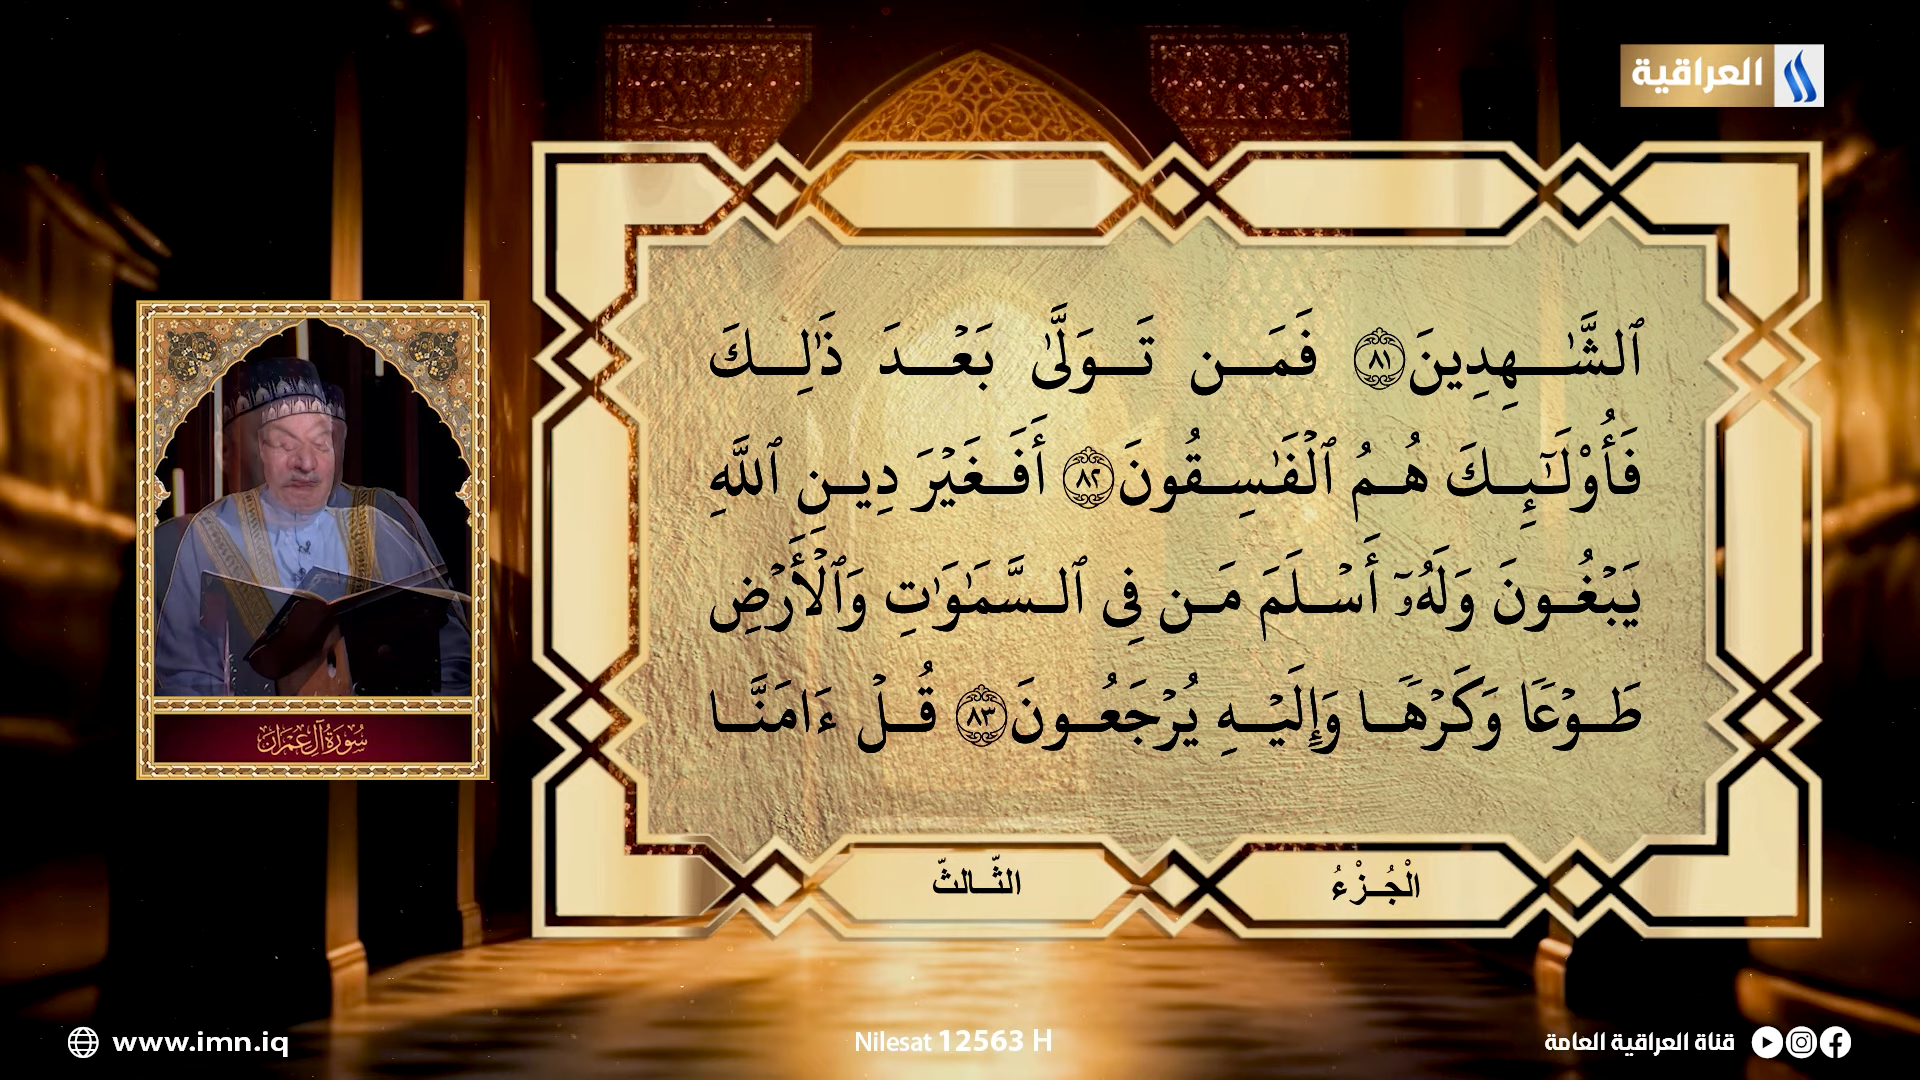 العراقية
ٱلشَّـٰهِدِينَ ٨١ فَمَن تَوَلَّىٰ بَعْدَ ذَٰلِكَ
فَأُو۟لَـٰٓئِكَ هُمُ ٱلْفَـٰسِقُونَ ٨٢ أَفَغَيْرَ دِينِ ٱللَّهِ
يَبْغُونَ وَلَهُۥٓ أَسْلَمَ مَن فِى ٱلسَّمَـٰوَٰتِ وَٱلْأَرْضِ
طَوْعًا وَكَرْهًا وَإِلَيْهِ يُرْجَعُونَ ٨٣ قُلْ ءَامَنَّا
سُورَةُ آلِ عِمْرَان
الْجُزْءُ الثّالثّ
www.imn.iq
Nilesat 12563 H
قناة العراقية العامة